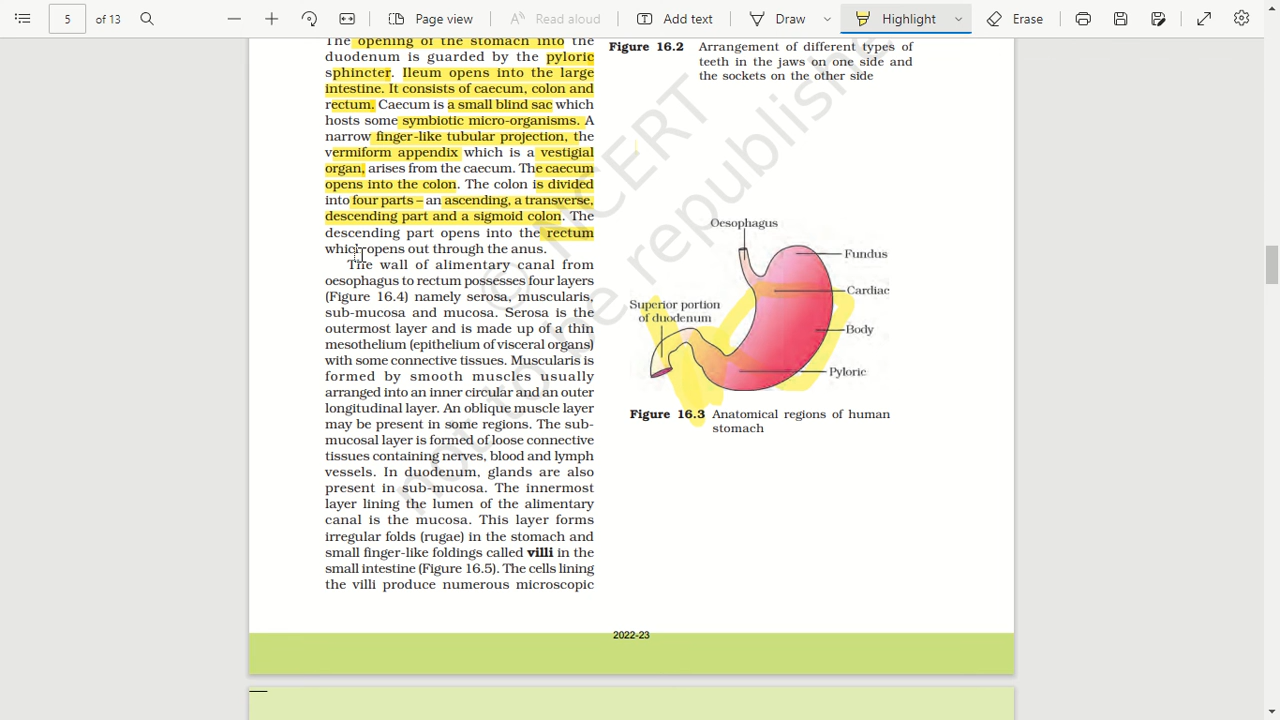 5 of 13 Page view Read aloud Add text Draw Highlight Erase
The opening of the stomach into the
duodenum is guarded by the pyloric
sphincter. Ileum opens into the large
intestine. It consists of caecum, colon and
rectum. Caecum is a small blind sac which
hosts some symbiotic micro-organisms. A
narrow finger-like tubular projection, the
vermiform appendix which is a vestigial
organ, arises from the caecum. The caecum
opens into the colon. The colon is divided
into four parts – an ascending, a transverse,
descending part and a sigmoid colon. The
descending part opens into the rectum
which opens out through the anus.
The wall of alimentary canal from
oesophagus to rectum possesses four layers
(Figure 16.4) namely serosa, muscularis,
sub-mucosa and mucosa. Serosa is the
outermost layer and is made up of a thin
mesothelium (epithelium of visceral organs)
with some connective tissues. Muscularis is
formed by smooth muscles usually
arranged into an inner circular and an outer
longitudinal layer. An oblique muscle layer
may be present in some regions. The sub-
mucosal layer is formed of loose connective
tissues containing nerves, blood and lymph
vessels. In duodenum, glands are also
present in sub-mucosa. The innermost
layer lining the lumen of the alimentary
canal is the mucosa. This layer forms
irregular folds (rugae) in the stomach and
small finger-like foldings called villi in the
small intestine (Figure 16.5). The cells lining
the villi produce numerous microscopic
Figure 16.2 Arrangement of different types of
teeth in the jaws on one side and
the sockets on the other side
Oesophagus
Fundus
Cardiac
Superior portion
of duodenum
Body
Pyloric
Figure 16.3 Anatomical regions of human
stomach
© NCERT
not to be republishe
2022-23